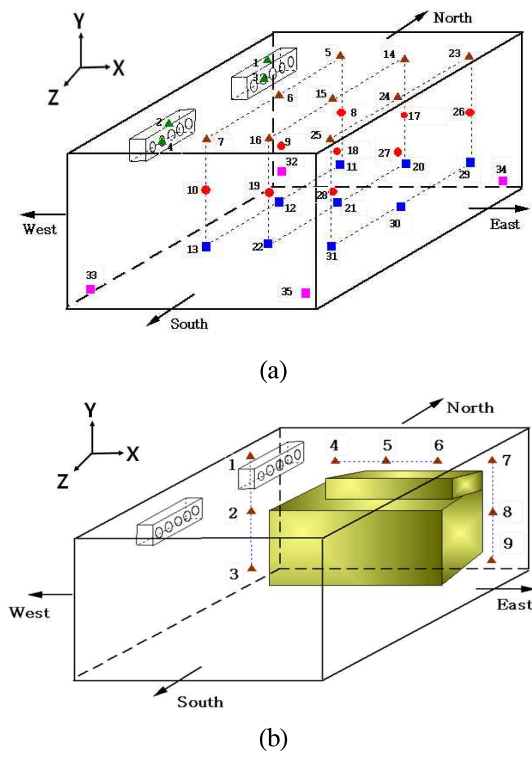 North
Y
X
Z
5 14 23
1
3
6 15 24
2
4
7 16 25
8 17 26
9 18 27
32 11 20 29
34
10 19 28
12 21 30
West
East
13 22 31
33
35
South
(a)
North
Y
X
Z
1 4 5 6 7
2 8
3 9
West
East
South
(b)